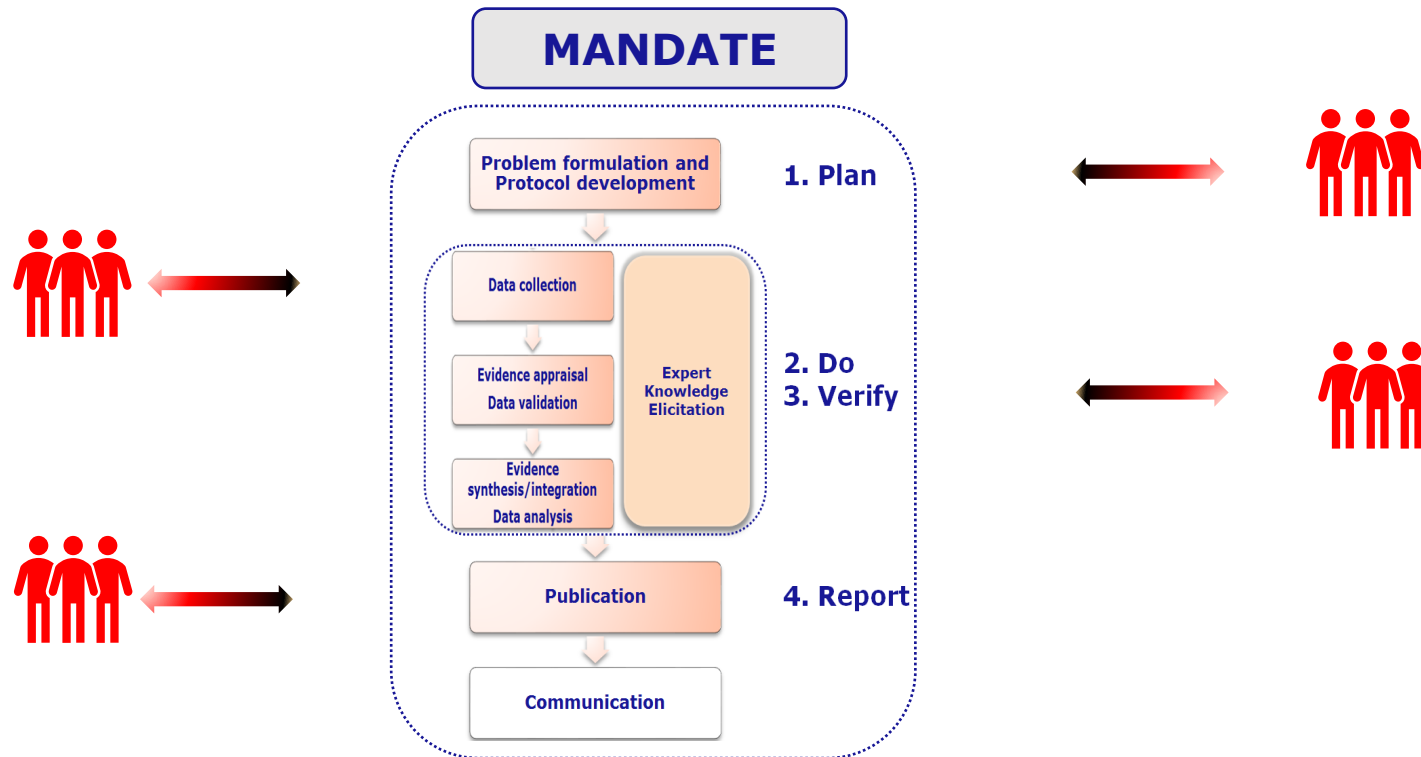 MANDATE
Problem formulation and
Protocol development
1. Plan
Data collection
Evidence appraisal
Data validation
Expert
Knowledge
Elicitation
2. Do
3. Verify
Evidence
synthesis/integration
Data analysis
Publication
4. Report
Communication